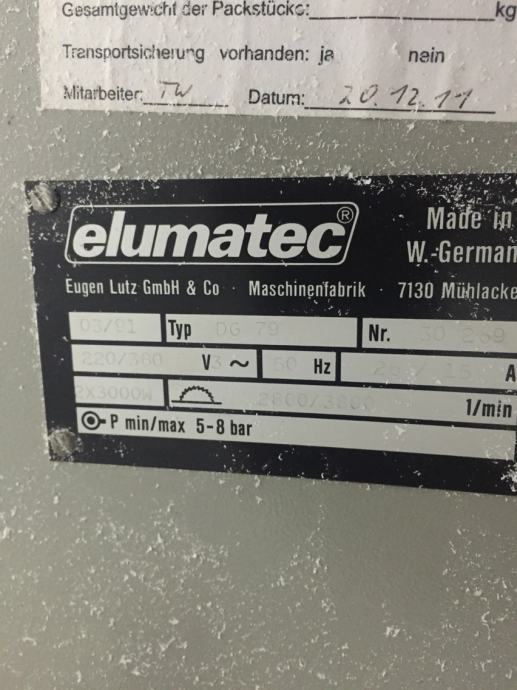 Gesamtgewicht der Packstücke: kg
Transportsicherung vorhanden: ja nein
Mitarbeiter: TW Datum: 20.12.11
elumatec®
Made in
W.-German
Eugen Lutz GmbH & Co · Maschinenfabrik · 7130 Mühlacke
03/91 Typ DG 79 Nr. 30 269
220/380 V 3 ~ 50 Hz A
2X3000W 2800/ 1/min
P min/max 5-8 bar